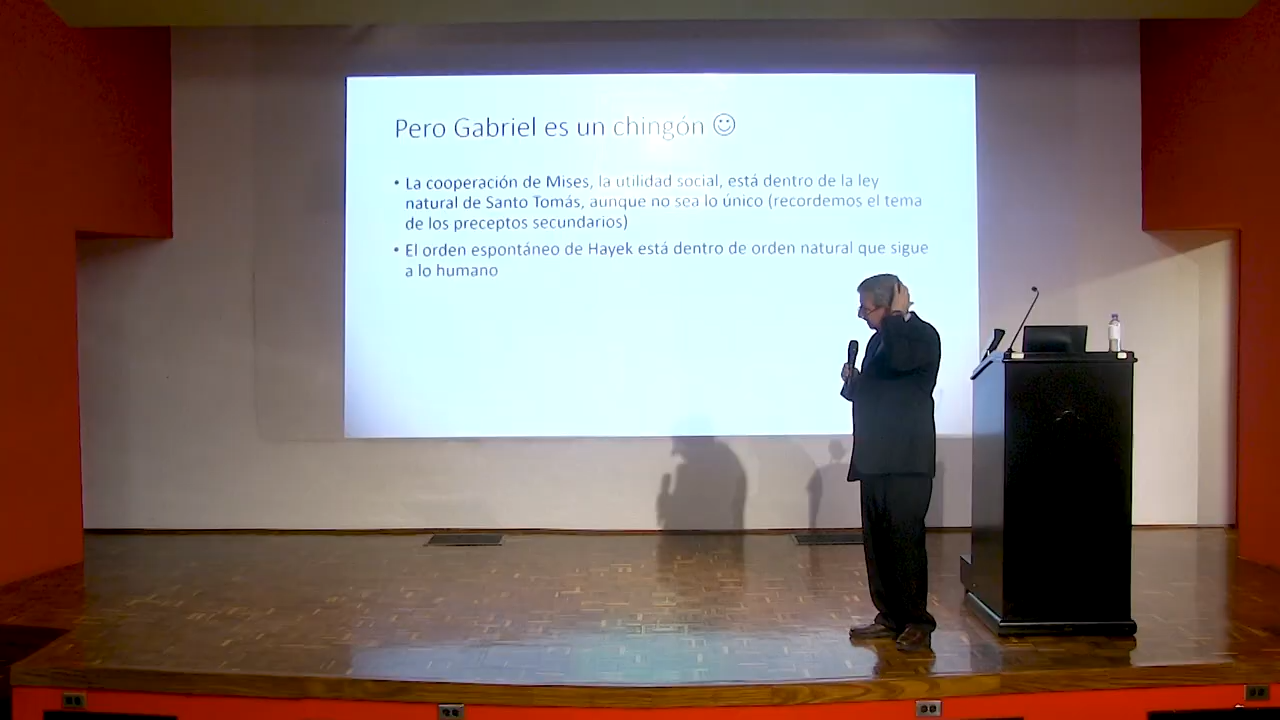 Pero Gabriel es un chingón ☺
• La cooperación de Mises, la utilidad social, está dentro de la ley
natural de Santo Tomás, aunque no sea lo único (recordemos el tema
de los preceptos secundarios)
• El orden espontáneo de Hayek está dentro de orden natural que sigue
a lo humano